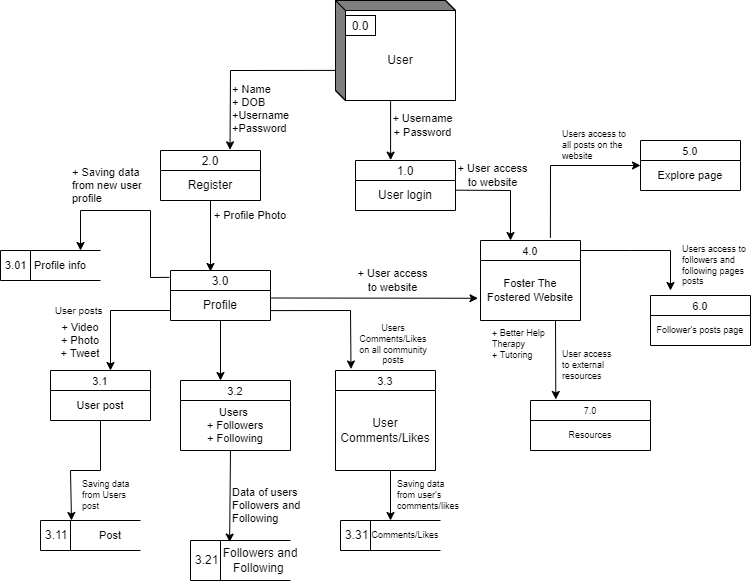 0.0
User
+ Name
+ DOB
+Username
+Password
+ Username
+ Password
2.0
Register
1.0
User login
+ User access
to website
Users access to
all posts on the
website
5.0
Explore page
+ Saving data
from new user
profile
+ Profile Photo
3.01
Profile info
3.0
Profile
+ User access
to website
4.0
Foster The
Fostered Website
Users access to
followers and
following pages
posts
6.0
Follower's posts page
User posts
+ Video
+ Photo
+ Tweet
Users
Comments/Likes
on all community
posts
+ Better Help
Therapy
+ Tutoring
User access
to external
resources
3.1
User post
3.2
Users
+ Followers
+ Following
3.3
User
Comments/Likes
7.0
Resources
Saving data
from Users
post
Data of users
Followers and
Following
Saving data
from user's
comments/likes
3.11
Post
3.21
Followers and
Following
3.31
Comments/Likes